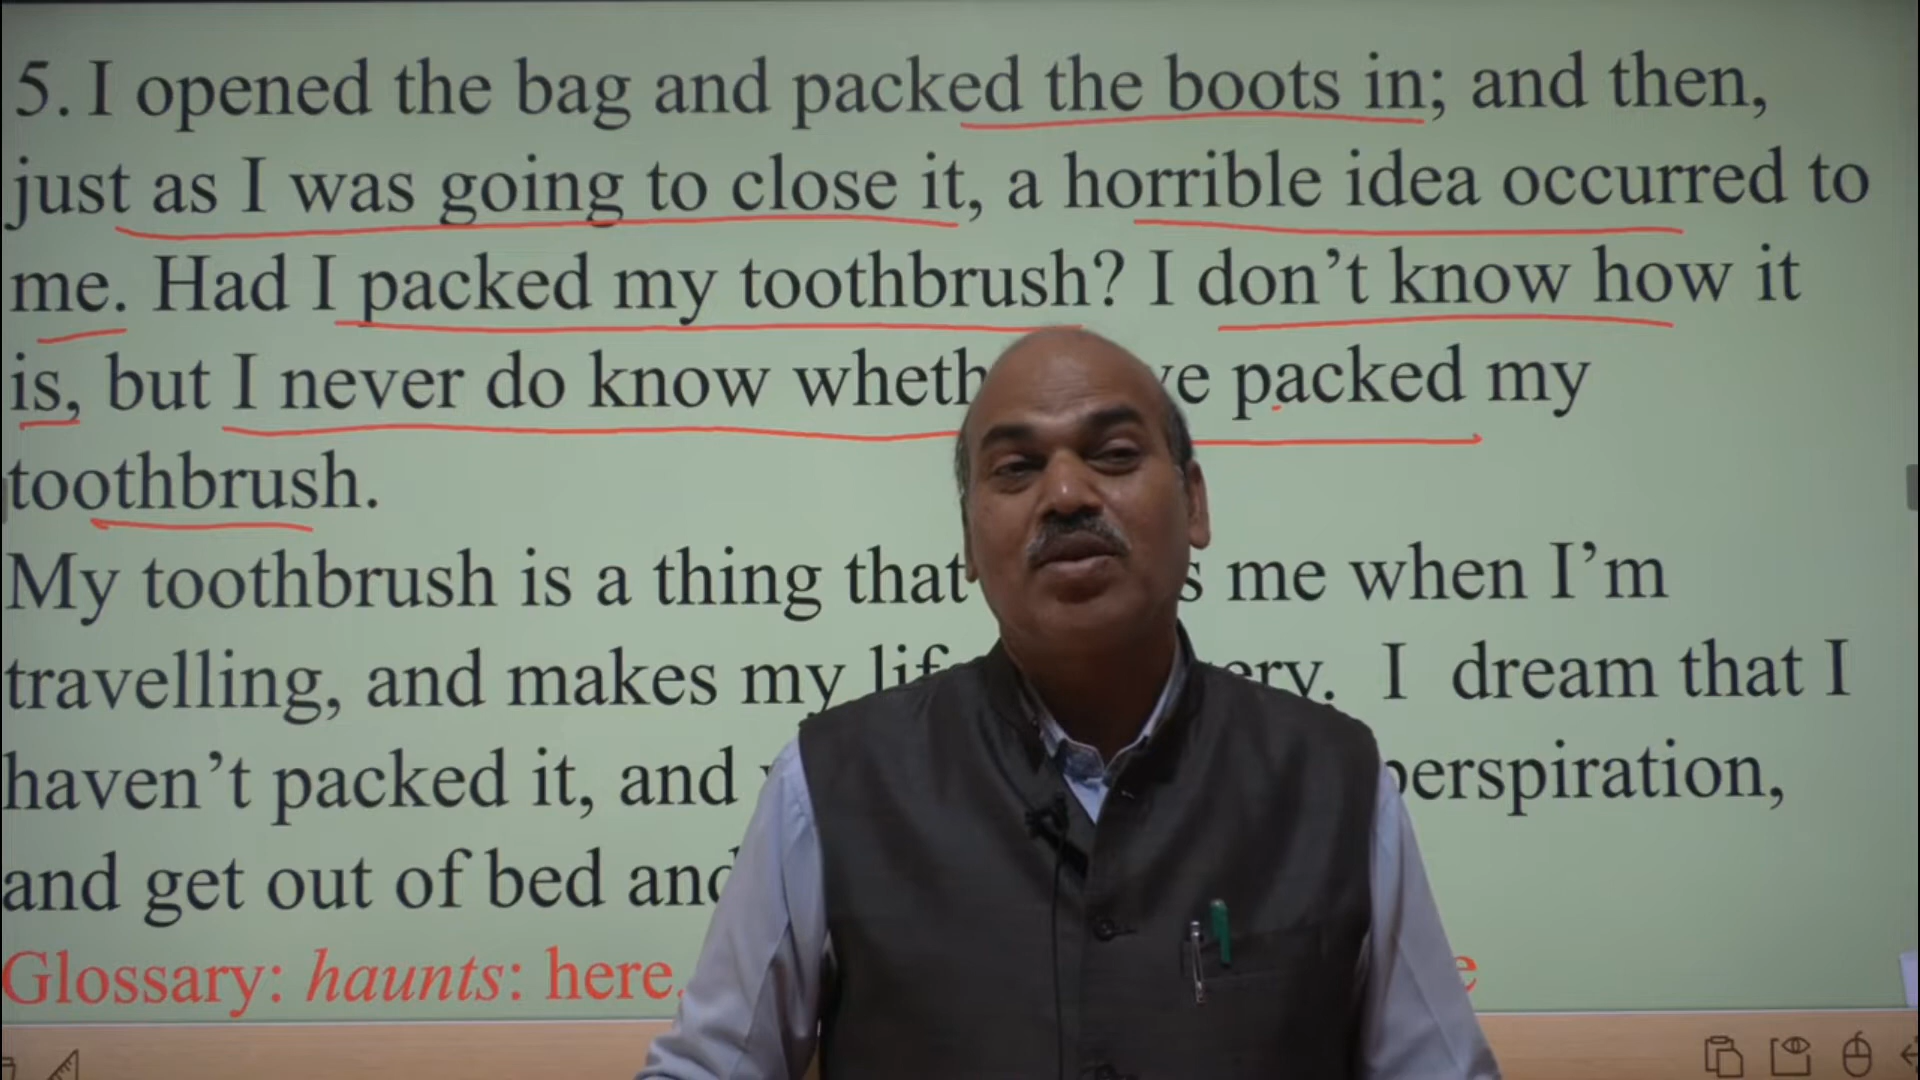 5. I opened the bag and packed the boots in; and then,
just as I was going to close it, a horrible idea occurred to
me. Had I packed my toothbrush? I don’t know how it
is, but I never do know packed my
toothbrush.
My toothbrush is a thing that me when I’m
travelling, and makes my I dream that I
haven’t packed it, and perspiration,
and get out of bed
Glossary: haunts: here